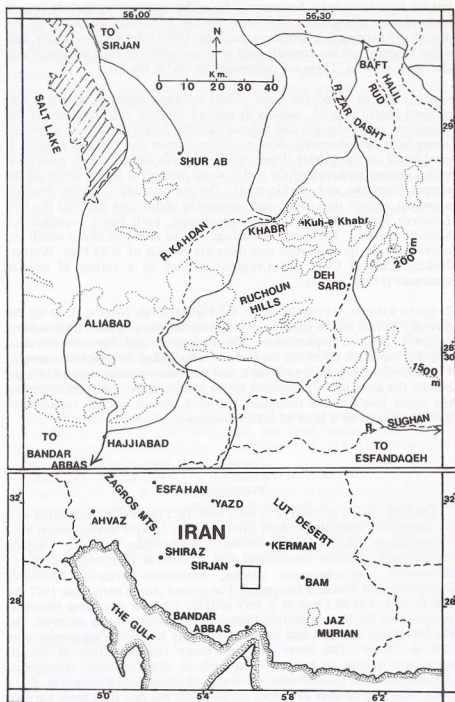 56,00
56,30
TO
SIRJAN
N
0 10 20 30 40
K m.
BAFT
HALIL
RUD
R. ZAR DASHT
SALT LAKE
29
SHUR AB
R. KAHDAN
KHABR
Kuh-e Khabr
2000m
DEH
SARD
RUCHOUN
HILLS
ALIABAD
28
30
1500
m
TO
BANDAR
ABBAS
HAJJIABAD
R. SUGHAN
TO
ESFANDAQEH
32
ZAGROS MTS
ESFAHAN
YAZD
LUT DESERT
32
AHVAZ
IRAN
KERMAN
SHIRAZ
SIRJAN
BAM
28
BANDAR
ABBAS
JAZ
MURIAN
28
THE GULF
50
54
58
62